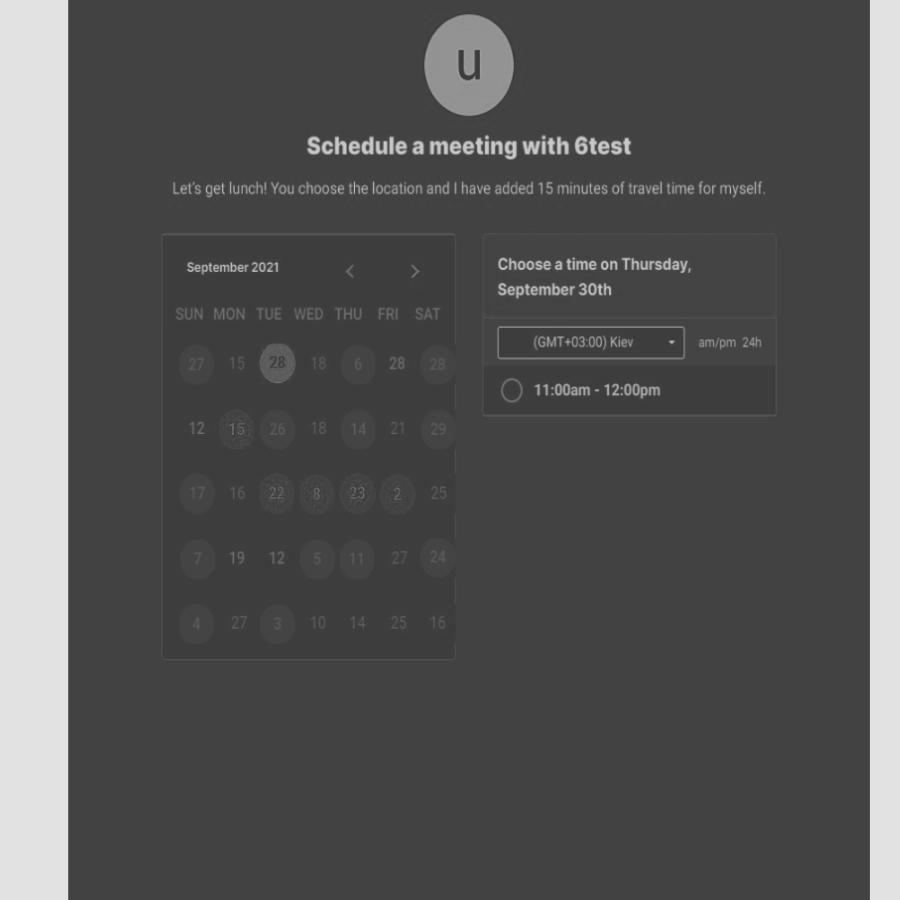 u
Schedule a meeting with 6test
Let's get lunch! You choose the location and I have added 15 minutes of travel time for myself.
September 2021
SUN MON TUE WED THU FRI SAT
27 15 28 18 6 28 28
12 15 26 18 14 21 29
17 16 22 8 23 2 25
7 19 12 5 11 27 24
4 27 3 10 14 25 16
Choose a time on Thursday,
September 30th
(GMT+03:00) Kiev am/pm 24h
11:00am - 12:00pm